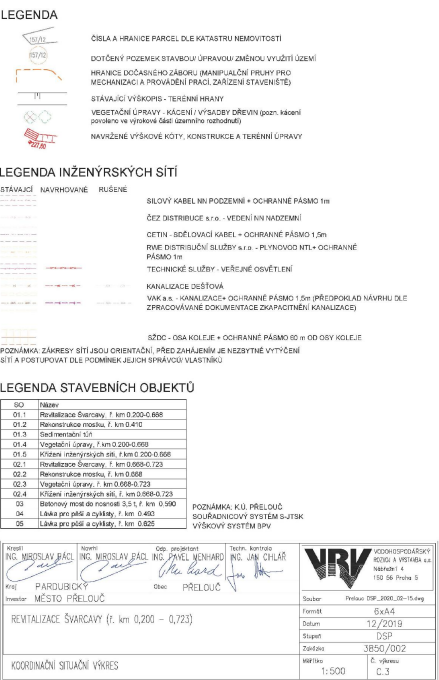 LEGENDA
157/12
ČÍSLA A HRANICE PARCEL DLE KATASTRU NEMOVITOSTÍ
157/12
DOTČENÝ POZEMEK STAVBOU/ ÚPRAVOU/ ZMĚNOU VYUŽITÍ ÚZEMÍ
HRANICE DOČASNÉHO ZÁBORU (MANIPUALČNÍ PRUHY PRO
MECHANIZACI A PROVÁDĚNÍ PRACÍ, ZAŘÍZENÍ STAVENIŠTĚ)
STÁVAJÍCÍ VÝŠKOPIS - TERÉNNÍ HRANY
VEGETAČNÍ ÚPRAVY - KÁCENÍ / VÝSADBY DŘEVIN (pozn. kácení
povoleno ve výrokové části územního rozhodnutí)
NAVRŽENÉ VÝŠKOVÉ KÓTY, KONSTRUKCE A TERÉNNÍ ÚPRAVY
LEGENDA INŽENÝRSKÝCH SÍTÍ
STÁVAJÍCÍ NAVRHOVANÉ RUŠENÉ
SILOVÝ KABEL NN PODZEMNÍ + OCHRANNÉ PÁSMO 1m
ČEZ DISTRIBUCE s.r.o. - VEDENÍ NN NADZEMNÍ
CETIN - SDĚLOVACÍ KABEL + OCHRANNÉ PÁSMO 1,5m
RWE DISTRIBUČNÍ SLUŽBY s.r.o. - PLYNOVOD NTL+ OCHRANNÉ
PÁSMO 1m
TECHNICKÉ SLUŽBY - VEŘEJNÉ OSVĚTLENÍ
KANALIZACE DEŠŤOVÁ
VAK a.s. - KANALIZACE+ OCHRANNÉ PÁSMO 1,5m (PŘEDPOKLAD NÁVRHU DLE
ZPRACOVÁVANÉ DOKUMENTACE ZKAPACITNĚNÍ KANALIZACE)
SŽDC - OSA KOLEJE + OCHRANNÉ PÁSMO 60 m OD OSY KOLEJE
POZNÁMKA: ZÁKRESY SÍTÍ JSOU ORIENTAČNÍ, PŘED ZAHÁJENÍM JE NEZBYTNÉ VYTÝČENÍ
SÍTÍ A POSTUPOVAT DLE PODMÍNEK JEJICH SPRÁVCŮ/ VLASTNÍKŮ
LEGENDA STAVEBNÍCH OBJEKTŮ
SO Název
01.1 Revitalizace Švarcavy, ř. km 0.200-0.668
01.2 Rekonstrukce mostku, ř. km 0.410
01.3 Sedimentační tůň
01.4 Vegetační úpravy, ř. km 0.200-0.668
01.5 Křížení inženýrských sítí, ř.km 0.200-0.668
02.1 Revitalizace Švarcavy, ř. km 0.668-0.723
02.2 Rekonstrukce mostku, ř. km 0.668
02.3 Vegetační úpravy, ř. km 0.668-0.723
02.4 Křížení inženýrských sítí, ř. km 0.668-0.723
03 Betonový most do nosnosti 3,5 t, ř. km 0.590
04 Lávka pro pěší a cyklisty, ř. km 0.493
05 Lávka pro pěší a cyklisty, ř. km 0.625
POZNÁMKA: K.Ú. PŘELOUČ
SOUŘADNICOVÝ SYSTÉM S-JTSK
VÝŠKOVÝ SYSTÉM BPV
Kreslil Navrhl Odp. projektant Techn. kontrola
ING. MIROSLAV BÁCL ING. MIROSLAV BÁCL ING. PAVEL MENHARD ING. JAN CHLÁŘ
Kraj PARDUBICKÝ Obec PŘELOUČ
Investor MĚSTO PŘELOUČ
REVITALIZACE ŠVARCAVY (ř. km 0,200 – 0,723)
KOORDINAČNÍ SITUAČNÍ VÝKRES
VRV
VODOHOSPODÁŘSKÝ
ROZVOJ A VÝSTAVBA a.s.
Nábřežní 4
150 56 Praha 5
Soubor Prelouc DSP_2020_02-15.dwg
Formát 6xA4
Datum 12/2019
Stupeň DSP
Zakázka 3850/002
Měřítko Č. výkresu
1:500 C.3